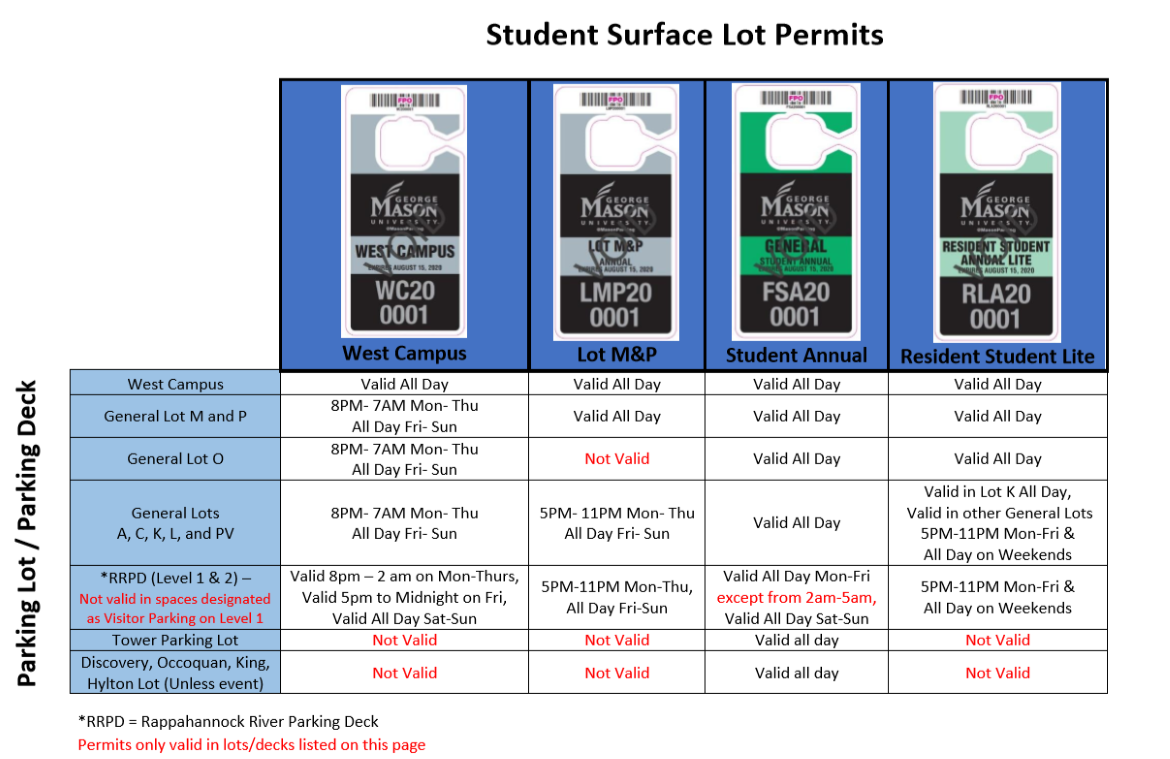 Student Surface Lot Permits
FPO
GEORGE
MASON
UNIVERSITY
WEST CAMPUS
EXPIRES AUGUST 15, 2020
VOID
WC20
0001
West Campus
FPO
GEORGE
MASON
UNIVERSITY
LOT M&P
ANNUAL
EXPIRES AUGUST 15, 2020
VOID
LMP20
0001
Lot M&P
FPO
GEORGE
MASON
UNIVERSITY
GENERAL
STUDENT ANNUAL
EXPIRES AUGUST 15, 2020
VOID
FSA20
0001
Student Annual
FPO
GEORGE
MASON
UNIVERSITY
RESIDENT STUDENT
ANNUAL LITE
EXPIRES AUGUST 15, 2020
VOID
RLA20
0001
Resident Student Lite
Parking Lot / Parking Deck
West Campus
Valid All Day
Valid All Day
Valid All Day
Valid All Day
General Lot M and P
8PM- 7AM Mon- Thu
All Day Fri- Sun
Valid All Day
Valid All Day
Valid All Day
General Lot O
8PM- 7AM Mon- Thu
All Day Fri- Sun
Not Valid
Valid All Day
Valid All Day
General Lots
A, C, K, L, and PV
8PM- 7AM Mon- Thu
All Day Fri- Sun
5PM- 11PM Mon- Thu
All Day Fri- Sun
Valid All Day
Valid in Lot K All Day,
Valid in other General Lots
5PM-11PM Mon-Fri &
All Day on Weekends
*RRPD (Level 1 & 2) –
Not valid in spaces designated
as Visitor Parking on Level 1
Valid 8pm – 2 am on Mon-Thurs,
Valid 5pm to Midnight on Fri,
Valid All Day Sat-Sun
5PM-11PM Mon-Thu,
All Day Fri-Sun
Valid All Day Mon-Fri
except from 2am-5am,
Valid All Day Sat-Sun
5PM-11PM Mon-Fri &
All Day on Weekends
Tower Parking Lot
Not Valid
Not Valid
Valid all day
Not Valid
Discovery, Occoquan, King,
Hylton Lot (Unless event)
Not Valid
Not Valid
Valid all day
Not Valid
*RRPD = Rappahannock River Parking Deck
Permits only valid in lots/decks listed on this page